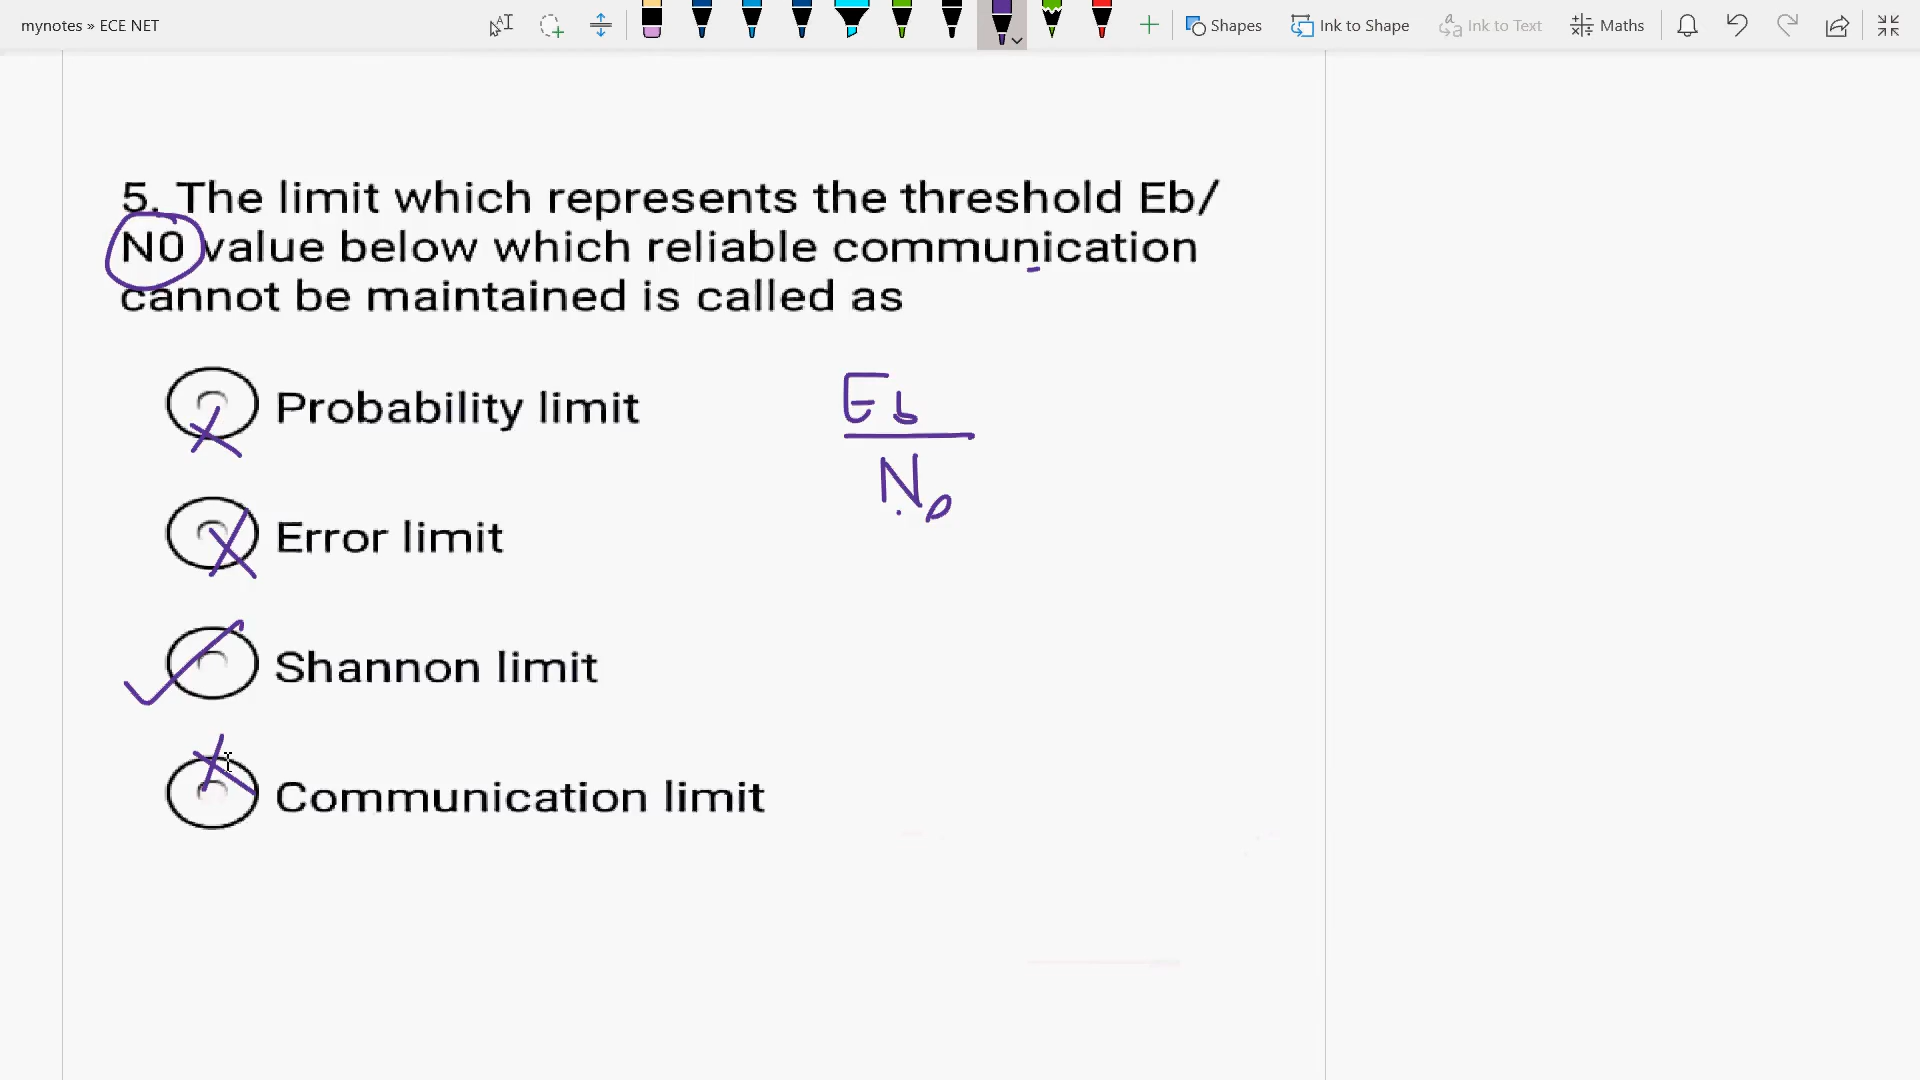 mynotes » ECE NET
Shapes
Ink to Shape
Ink to Text
Maths
5. The limit which represents the threshold Eb/
N0 value below which reliable communication
cannot be maintained is called as
Probability limit
Eb
N0
Error limit
Shannon limit
Communication limit